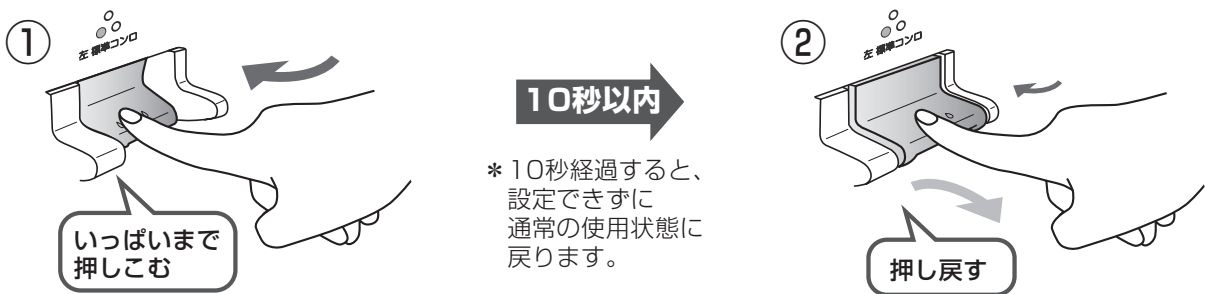 ①
左 標準コンロ
いっぱいまで
押しこむ
10秒以内
*10秒経過すると、
設定できずに
通常の使用状態に
戻ります。
②
左 標準コンロ
押し戻す